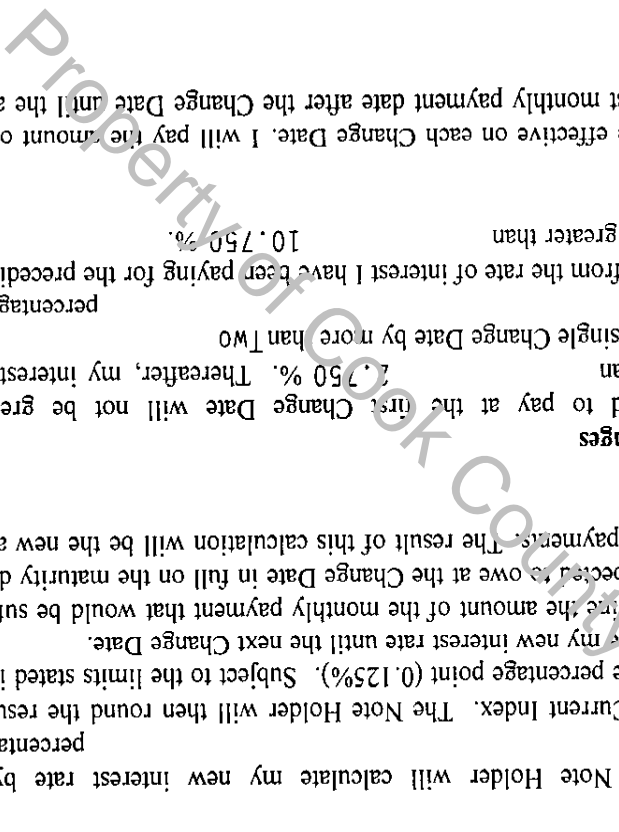 Note Holder will calculate my new interest rate by
percenta
Current Index. The Note Holder will then round the resu
e percentage point (0.125%). Subject to the limits stated i
e my new interest rate until the next Change Date.
ine the amount of the monthly payment that would be suf
pected to owe at the Change Date in full on the maturity d
payments. The result of this calculation will be the new a
nges
d to pay at the first Change Date will not be gre
an 2.750 %. Thereafter, my interest
single Change Date by more than Two
percentag
from the rate of interest I have been paying for the precedi
greater than 10.750 %.
effective on each Change Date. I will pay the amount o
st monthly payment date after the Change Date until the a
Property of Cook County